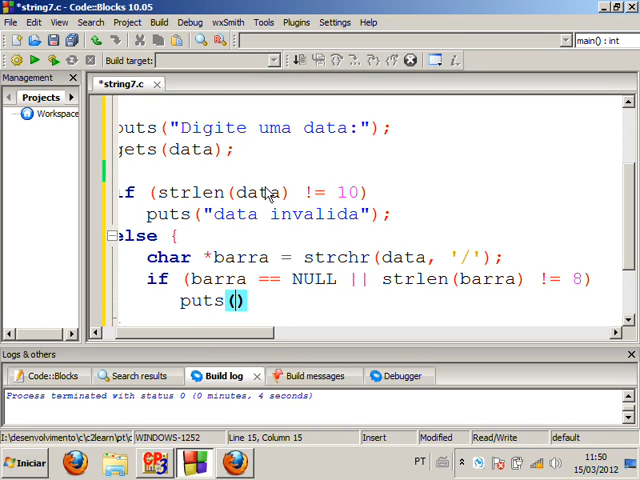 *string7.c - Code::Blocks 10.05
File Edit View Search Project Build Debug wxSmith Tools Plugins Settings Help
main() : int
Build target:
Management
Projects
Workspace
*string7.c
puts("Digite uma data:");
gets(data);
if (strlen(data) != 10)
puts("data invalida");
else {
char *barra = strchr(data, '/');
if (barra == NULL || strlen(barra) != 8)
puts()
Logs & others
Code::Blocks Search results Build log Build messages Debugger
Process terminated with status 0 (0 minutes, 4 seconds)
I:\desenvolvimento\c\c2learn\pt\c WINDOWS-1252 Line 15, Column 15 Insert Modified Read/Write default
Iniciar
PT
11:50
15/03/2012